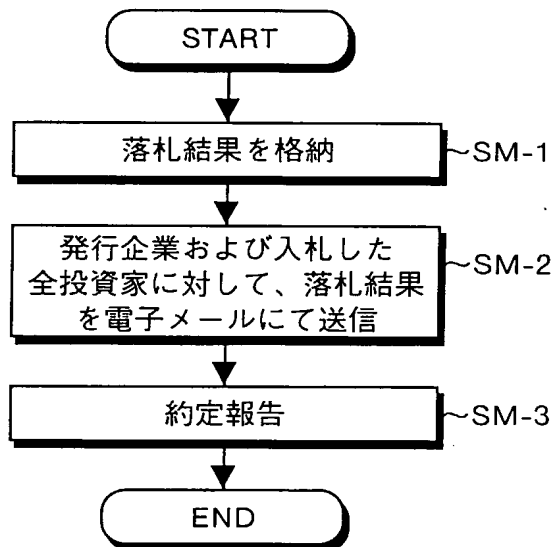 START
落札結果を格納
~SM-1
発行企業および入札した
全投資家に対して、落札結果
を電子メールにて送信
~SM-2
約定報告
~SM-3
END